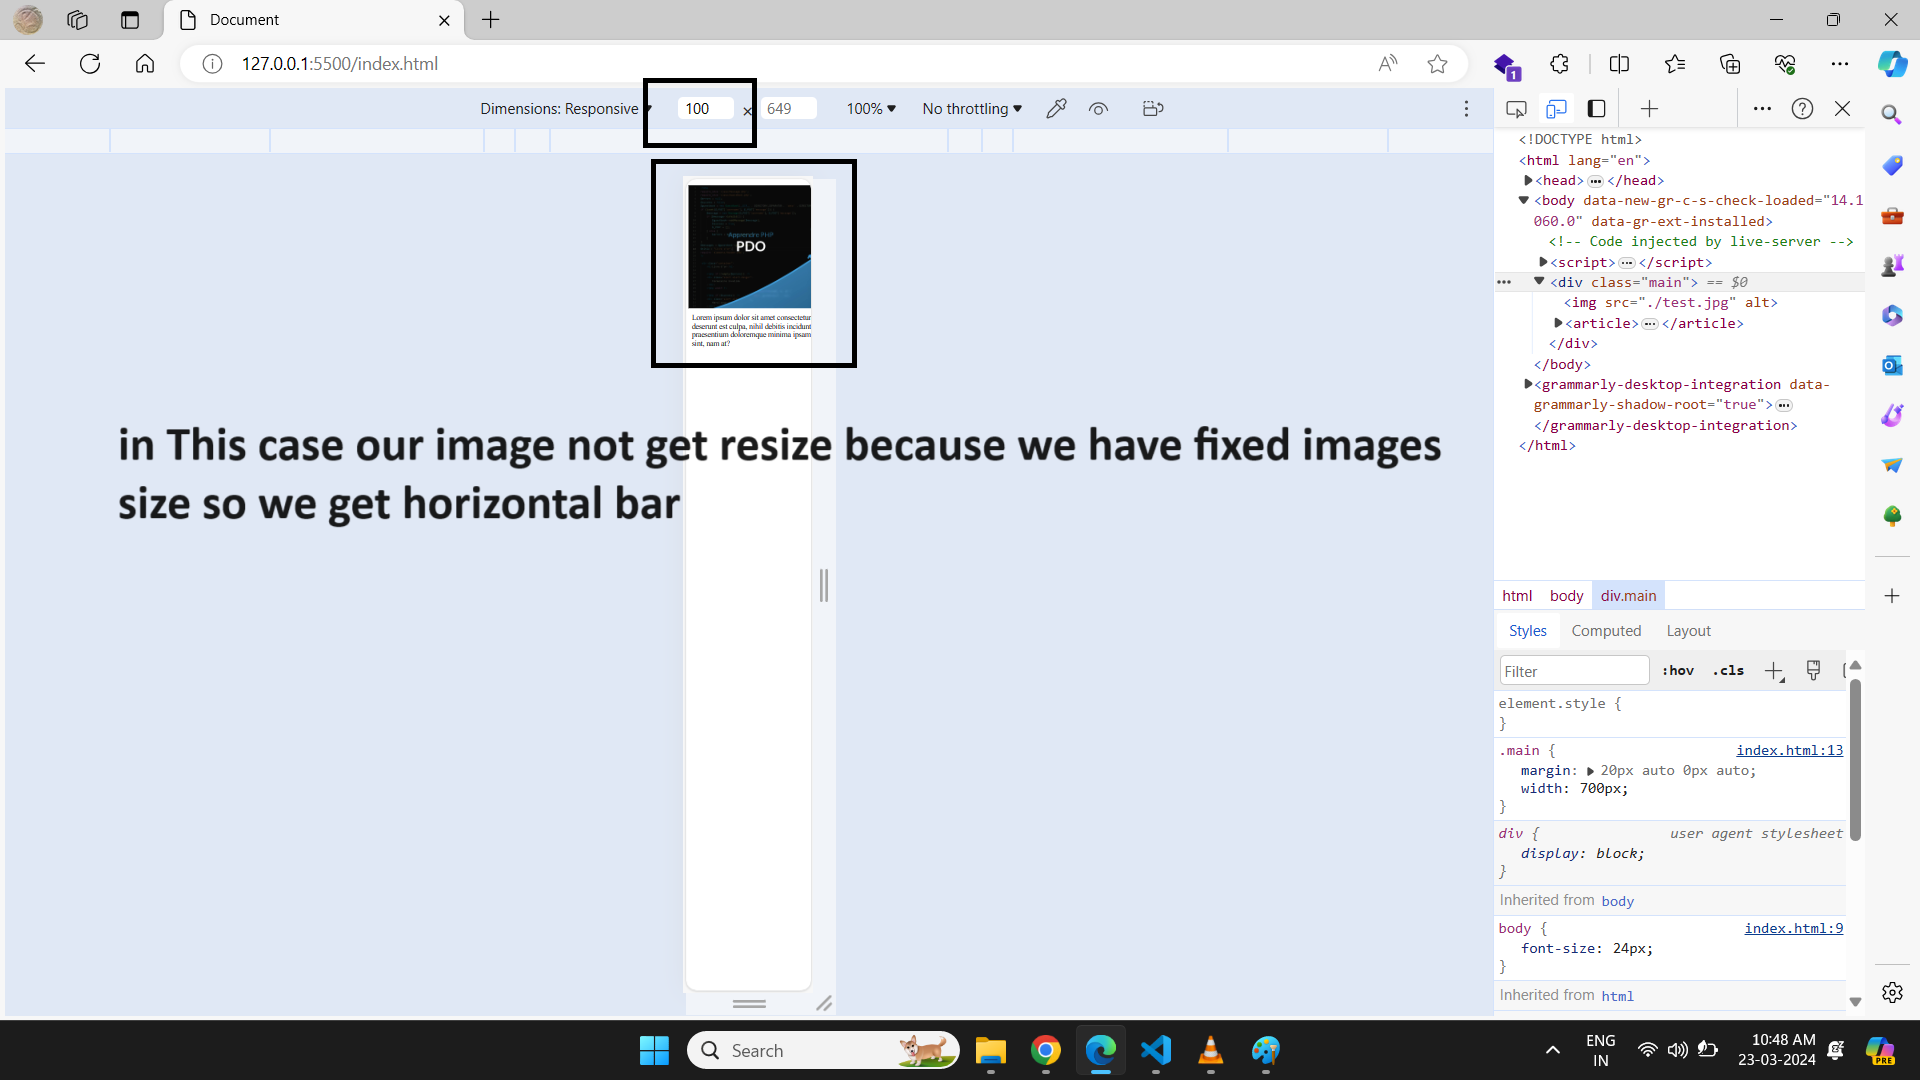 Document
127.0.0.1:5500/index.html
1
Dimensions: Responsive 100 × 649 100% No throttling
<!DOCTYPE html>
<html lang="en">
<head> ••• </head>
<body data-new-gr-c-s-check-loaded="14.1
060.0" data-gr-ext-installed>
<!-- Code injected by live-server -->
<script> ••• </script>
<div class="main"> == $0
<img src="./test.jpg" alt>
<article> ••• </article>
</div>
</body>
<grammarly-desktop-integration data-
grammarly-shadow-root="true"> •••
</grammarly-desktop-integration>
</html>
Apprendre PHP
PDO
Lorem ipsum dolor sit amet consectetur
deserunt est culpa, nihil debitis incidunt
praesentium doloremque minima ipsam
sint, nam at?
in This case our image not get resize because we have fixed images
size so we get horizontal bar
html body div.main
Styles Computed Layout
Filter :hov .cls
element.style {
}
.main { index.html:13
margin: 20px auto 0px auto;
width: 700px;
}
div { user agent stylesheet
display: block;
}
Inherited from body
body { index.html:9
font-size: 24px;
}
Inherited from html
Search
ENG
IN
10:48 AM
23-03-2024
PRE